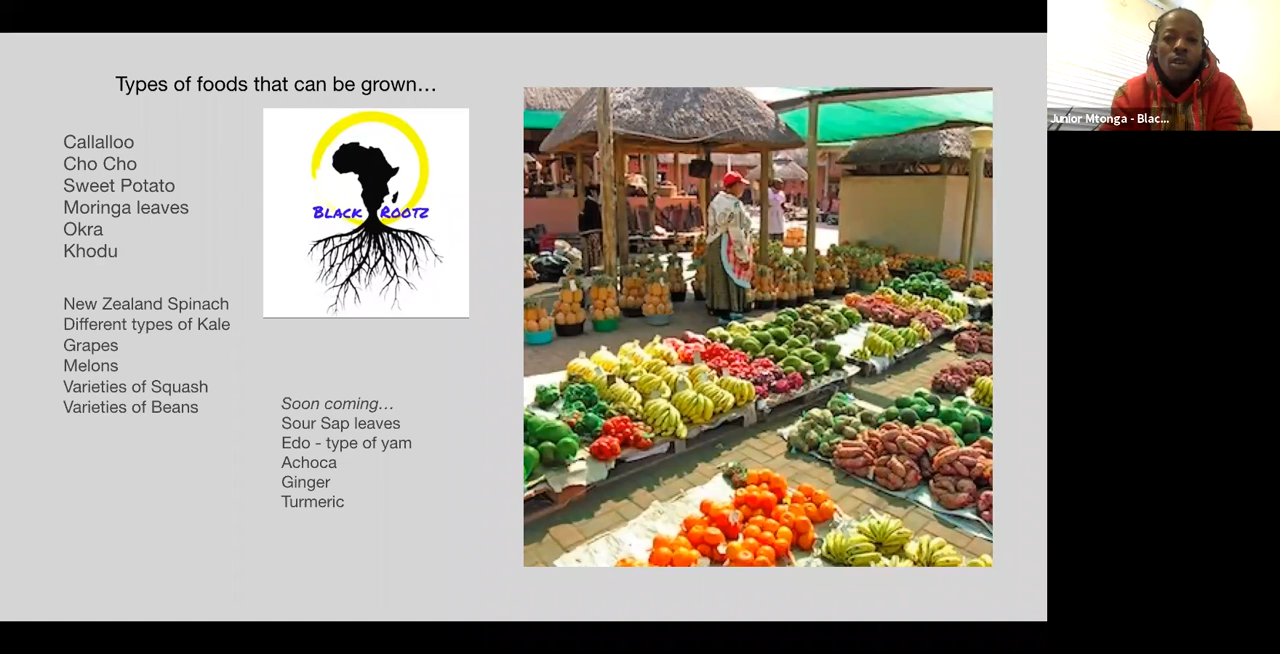 Types of foods that can be grown…
Callalloo
Cho Cho
Sweet Potato
Moringa leaves
Okra
Khodu
New Zealand Spinach
Different types of Kale
Grapes
Melons
Varieties of Squash
Varieties of Beans
BLACK ROOTZ
Soon coming…
Sour Sap leaves
Edo - type of yam
Achoca
Ginger
Turmeric
Junior Mtonga - Blac...